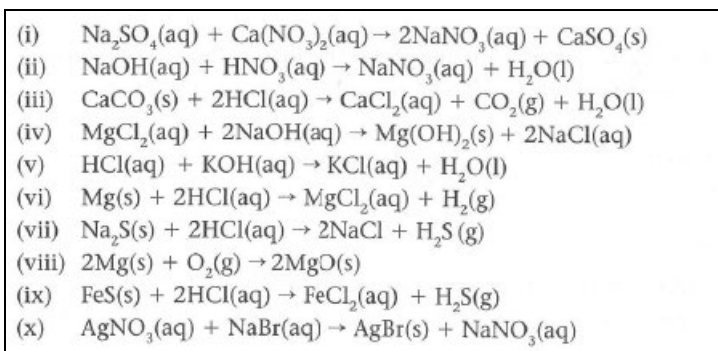 (i) Na₂SO₄(aq) + Ca(NO₃)₂(aq) → 2NaNO₃(aq) + CaSO₄(s)
(ii) NaOH(aq) + HNO₃(aq) → NaNO₃(aq) + H₂O(l)
(iii) CaCO₃(s) + 2HCl(aq) → CaCl₂(aq) + CO₂(g) + H₂O(l)
(iv) MgCl₂(aq) + 2NaOH(aq) → Mg(OH)₂(s) + 2NaCl(aq)
(v) HCl(aq) + KOH(aq) → KCl(aq) + H₂O(l)
(vi) Mg(s) + 2HCl(aq) → MgCl₂(aq) + H₂(g)
(vii) Na₂S(s) + 2HCl(aq) → 2NaCl + H₂S (g)
(viii) 2Mg(s) + O₂(g) → 2MgO(s)
(ix) FeS(s) + 2HCl(aq) → FeCl₂(aq) + H₂S(g)
(x) AgNO₃(aq) + NaBr(aq) → AgBr(s) + NaNO₃(aq)